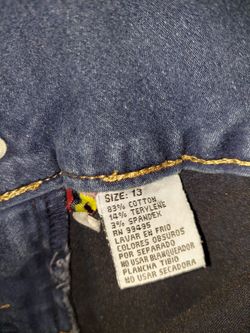 SIZE: 13
83% COTTON
14% TERYLENE
3% SPANDEX
RN 99495
LAVAR EN FRIO
COLORES OBSUROS
POR SEPARADO
NO USAR BLANQUEADOR
PLANCHA TIBIO
NO USAR SECADORA